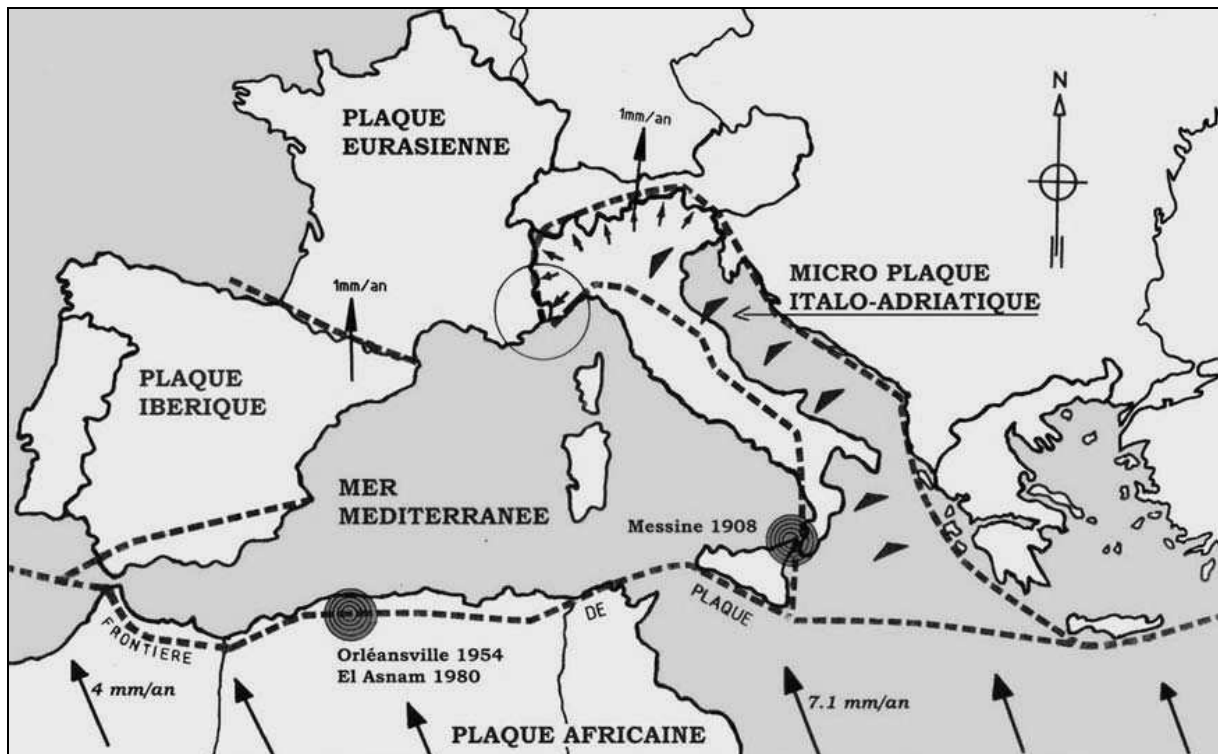 N
1mm/an
PLAQUE
EURASIENNE
MICRO PLAQUE
ITALO-ADRIATIQUE
1mm/an
PLAQUE
IBÉRIQUE
MER
MEDITERRANEE
Messine 1908
FRONTIERE
DE
PLAQUE
Orléansville 1954
El Asnam 1980
4 mm/an
7.1 mm/an
PLAQUE AFRICAINE